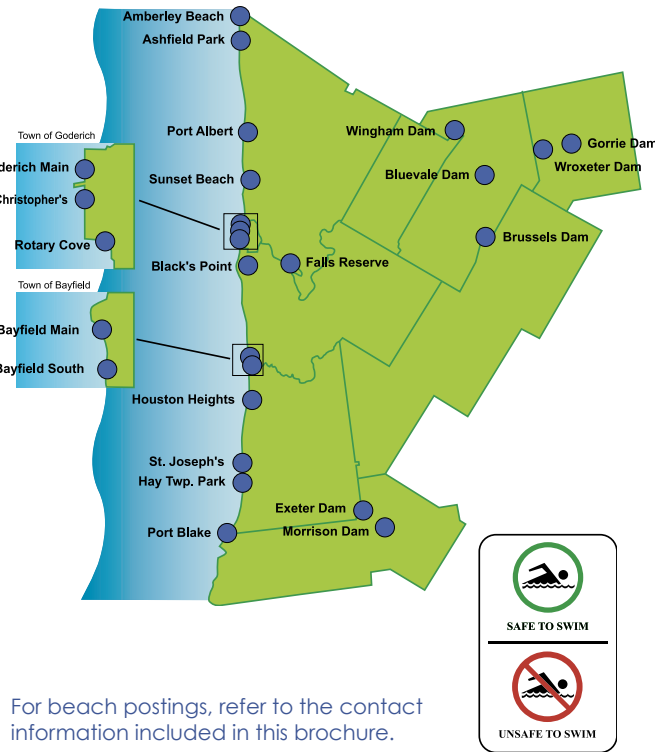 Amberley Beach
Ashfield Park
Port Albert
Wingham Dam
Gorrie Dam
Wroxeter Dam
Town of Goderich
derich Main
Sunset Beach
Bluevale Dam
Christopher's
Rotary Cove
Brussels Dam
Black's Point
Falls Reserve
Town of Bayfield
Bayfield Main
Bayfield South
Houston Heights
St. Joseph's
Hay Twp. Park
Exeter Dam
Morrison Dam
Port Blake
SAFE TO SWIM
UNSAFE TO SWIM
For beach postings, refer to the contact
information included in this brochure.